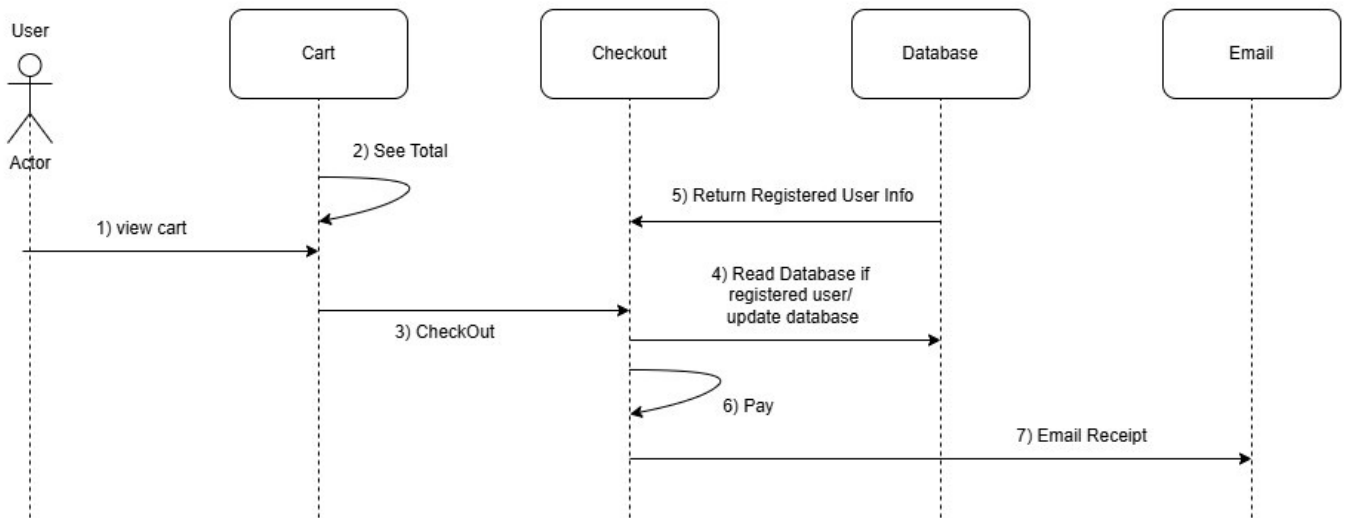 User
Actor
Cart
Checkout
Database
Email
2) See Total
5) Return Registered User Info
1) view cart
4) Read Database if
registered user/
update database
3) CheckOut
6) Pay
7) Email Receipt